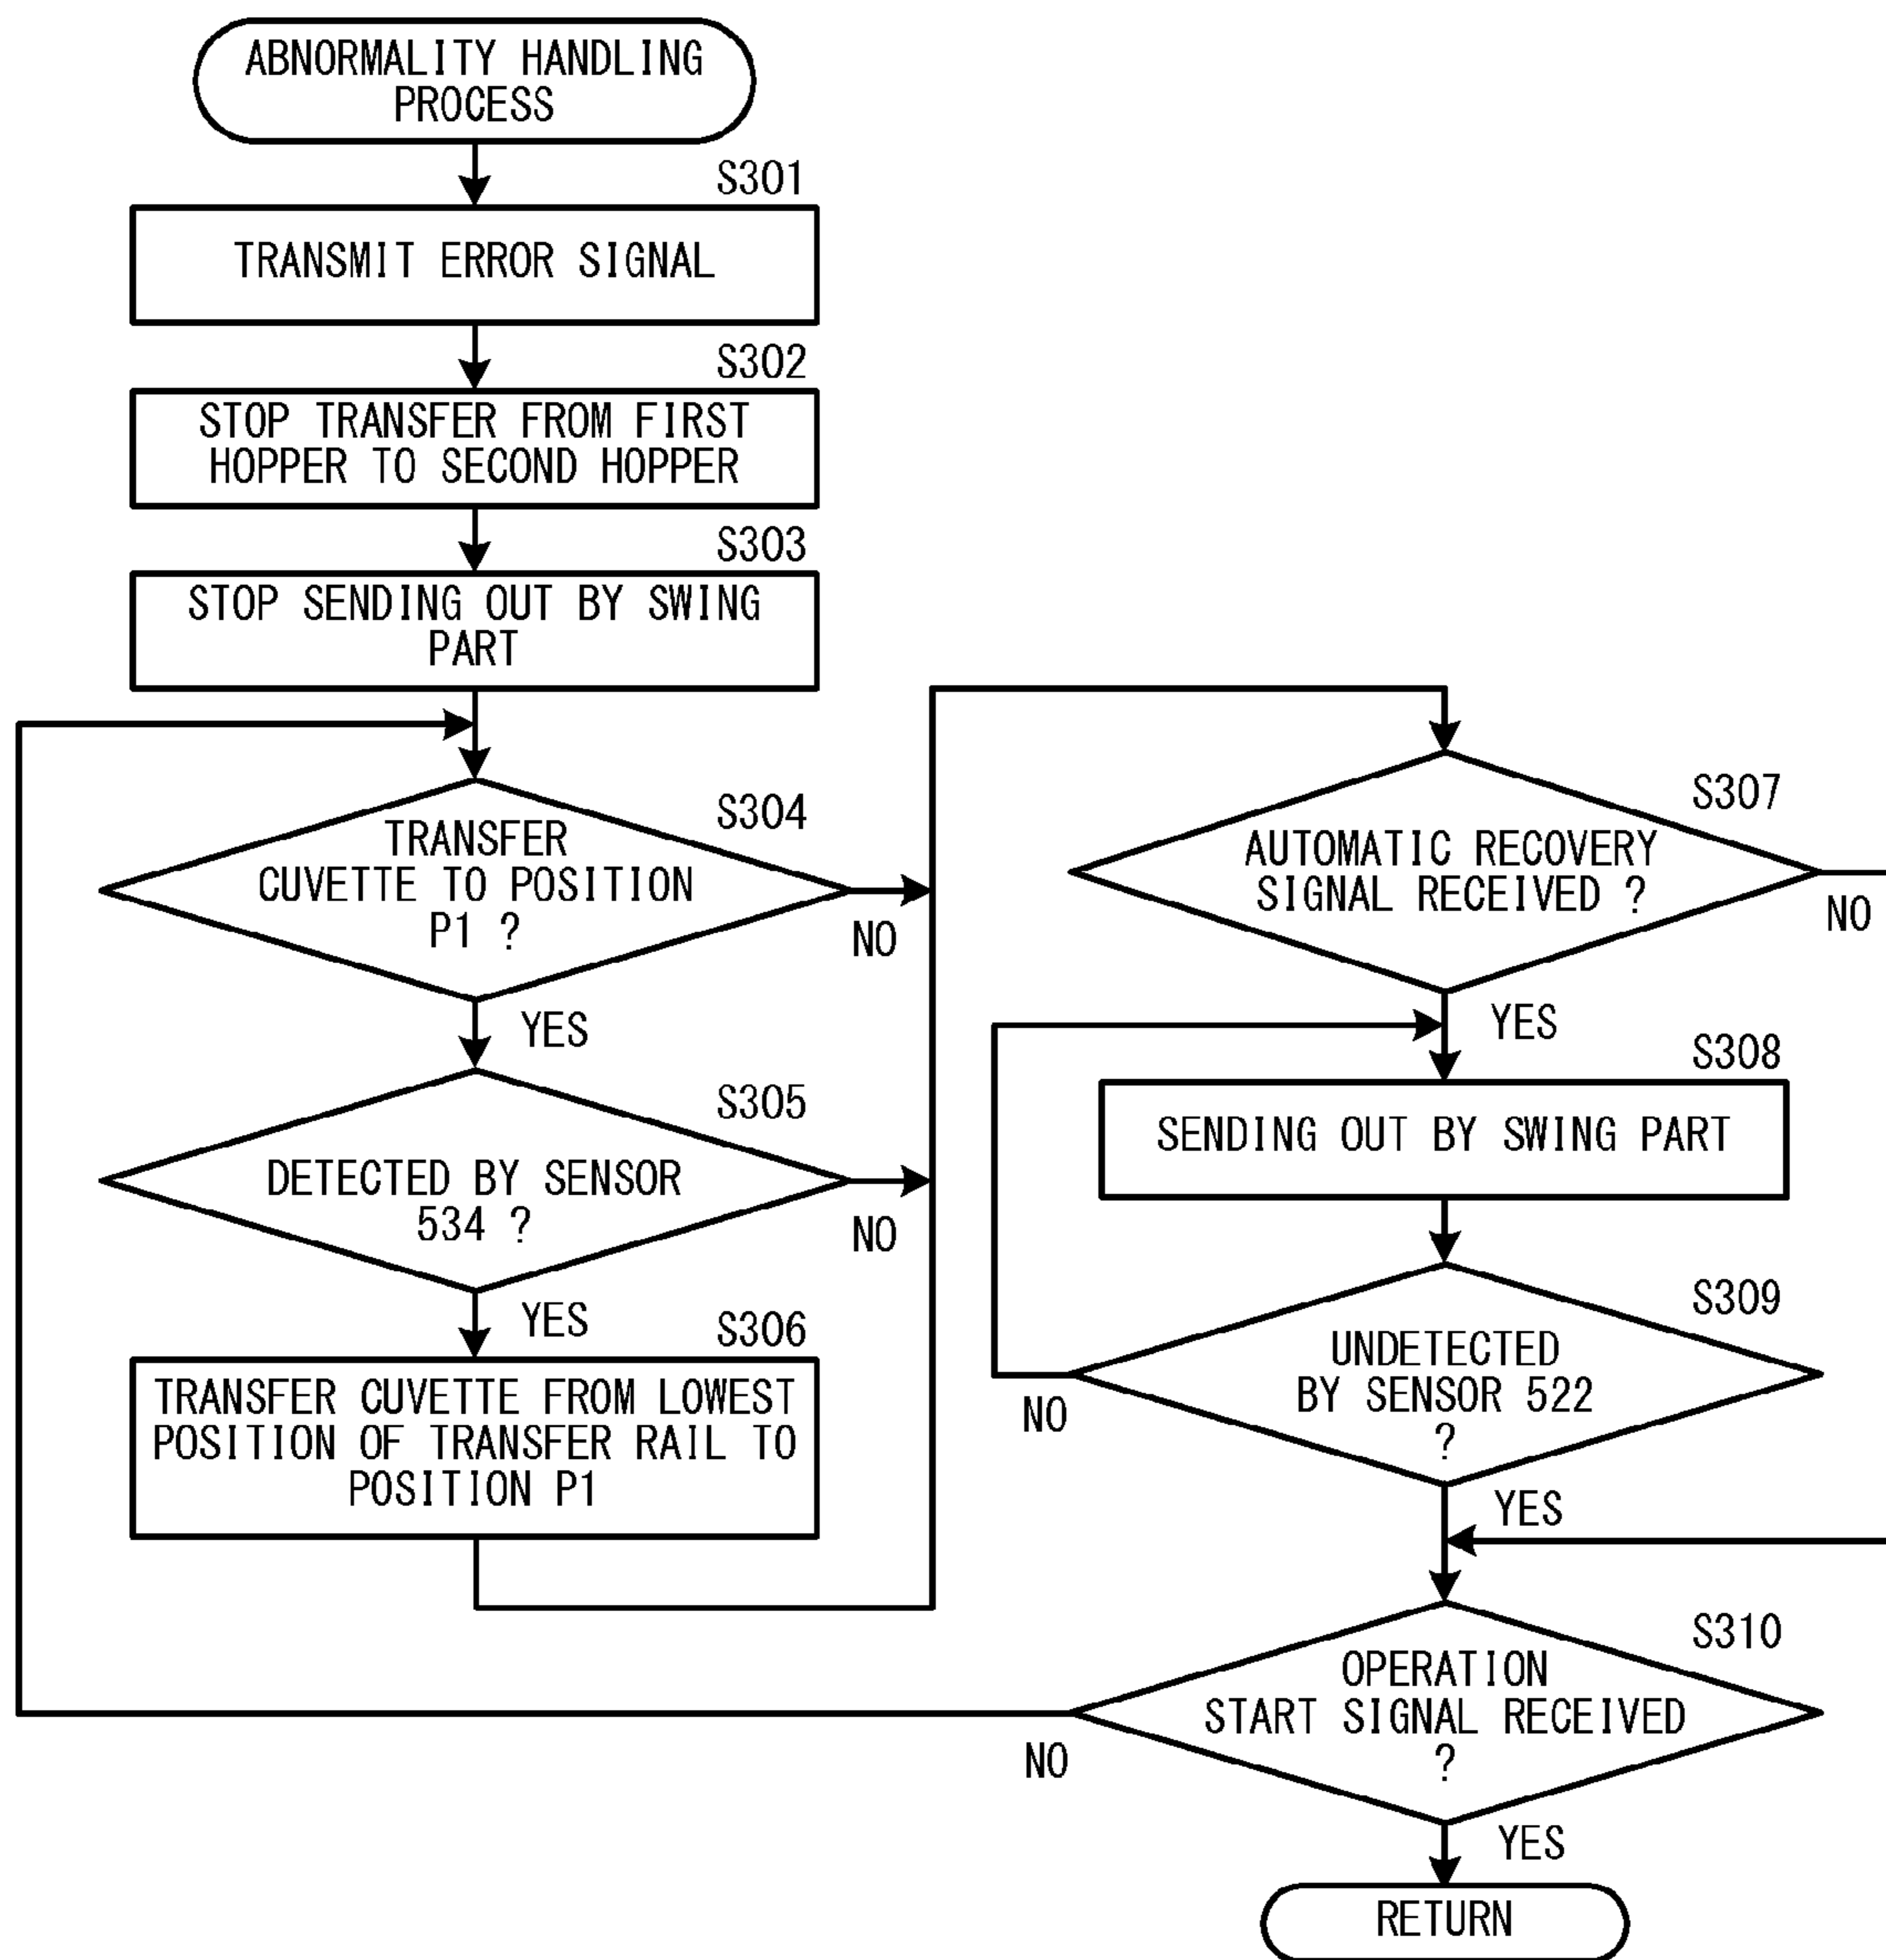 ABNORMALITY HANDLING
PROCESS
S301
TRANSMIT ERROR SIGNAL
S302
STOP TRANSFER FROM FIRST
HOPPER TO SECOND HOPPER
S303
STOP SENDING OUT BY SWING
PART
S304
TRANSFER
CUVETTE TO POSITION
P1 ?
NO
YES
S305
DETECTED BY SENSOR
534 ?
NO
YES
S306
TRANSFER CUVETTE FROM LOWEST
POSITION OF TRANSFER RAIL TO
POSITION P1
S307
AUTOMATIC RECOVERY
SIGNAL RECEIVED ?
NO
YES
S308
SENDING OUT BY SWING PART
S309
UNDETECTED
BY SENSOR 522
?
NO
YES
S310
OPERATION
START SIGNAL RECEIVED
?
NO
YES
RETURN